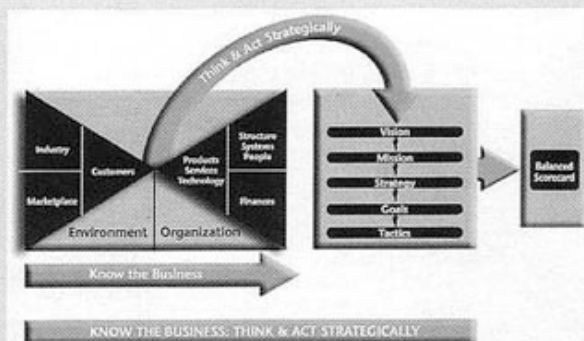 Think & Act Strategically
Industry
Marketplace
Customers
Products
Services
Technology
Structure
Systems
People
Finances
Environment
Organization
Vision
Mission
Strategy
Goals
Tactics
Balanced
Scorecard
Know the Business
KNOW THE BUSINESS: THINK & ACT STRATEGICALLY